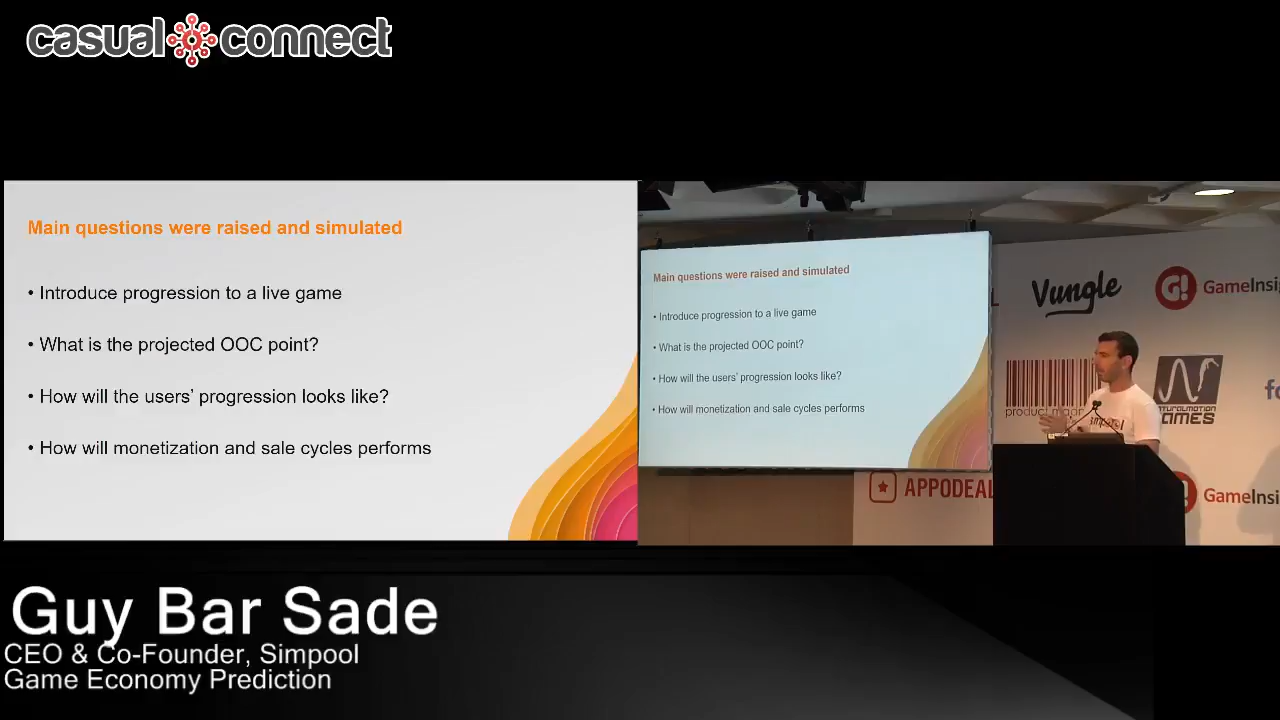 casual connect
Main questions were raised and simulated
• Introduce progression to a live game
• What is the projected OOC point?
• How will the users' progression looks like?
• How will monetization and sale cycles performs
Main questions were raised and simulated
• Introduce progression to a live game
• What is the projected OOC point?
• How will the users' progression looks like?
• How will monetization and sale cycles performs
Vungle
G!
GameInsig
product
GAMES
simpool
APPODEAL
GameInsi
Guy Bar Sade
CEO & Co-Founder, Simpool
Game Economy Prediction